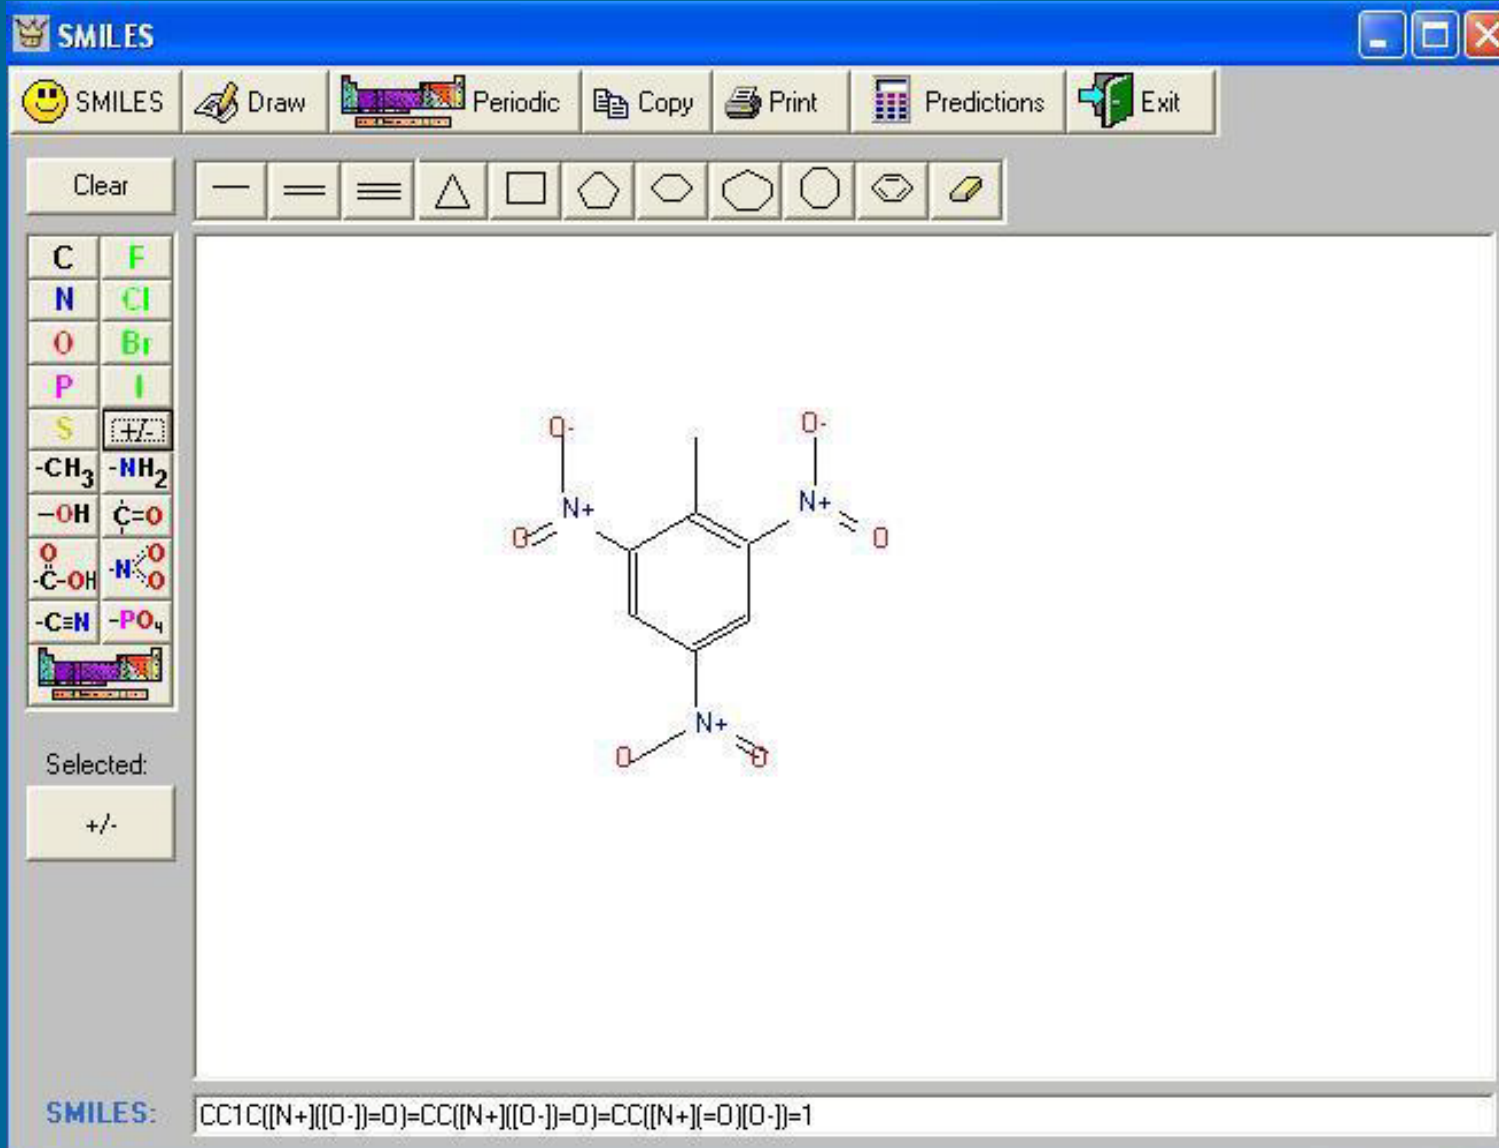 SMILES
SMILES Draw Periodic Copy Print Predictions Exit
Clear
C F
N Cl
O Br
P I
S +/-
-CH3 -NH2
-OH C=O
O
-C-OH -N O O
-C≡N -PO4
O- O-
N+ N+
O O
N+
O O
Selected:
+/-
SMILES: CC1C([N+]([O-])=O)=CC([N+]([O-])=O)=CC([N+](=O)[O-])=1